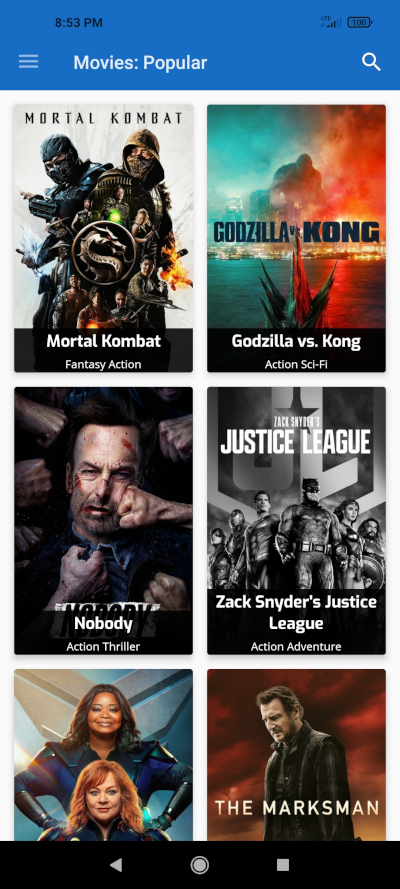 8:53 PM
LTE
100
Movies: Popular
MORTAL KOMBAT
Mortal Kombat
Fantasy Action
GODZILLA vs KONG
Godzilla vs. Kong
Action Sci-Fi
NOBODY
Nobody
Action Thriller
ZACK SNYDER'S
JUSTICE LEAGUE
Zack Snyder's Justice
League
Action Adventure
THE MARKSMAN